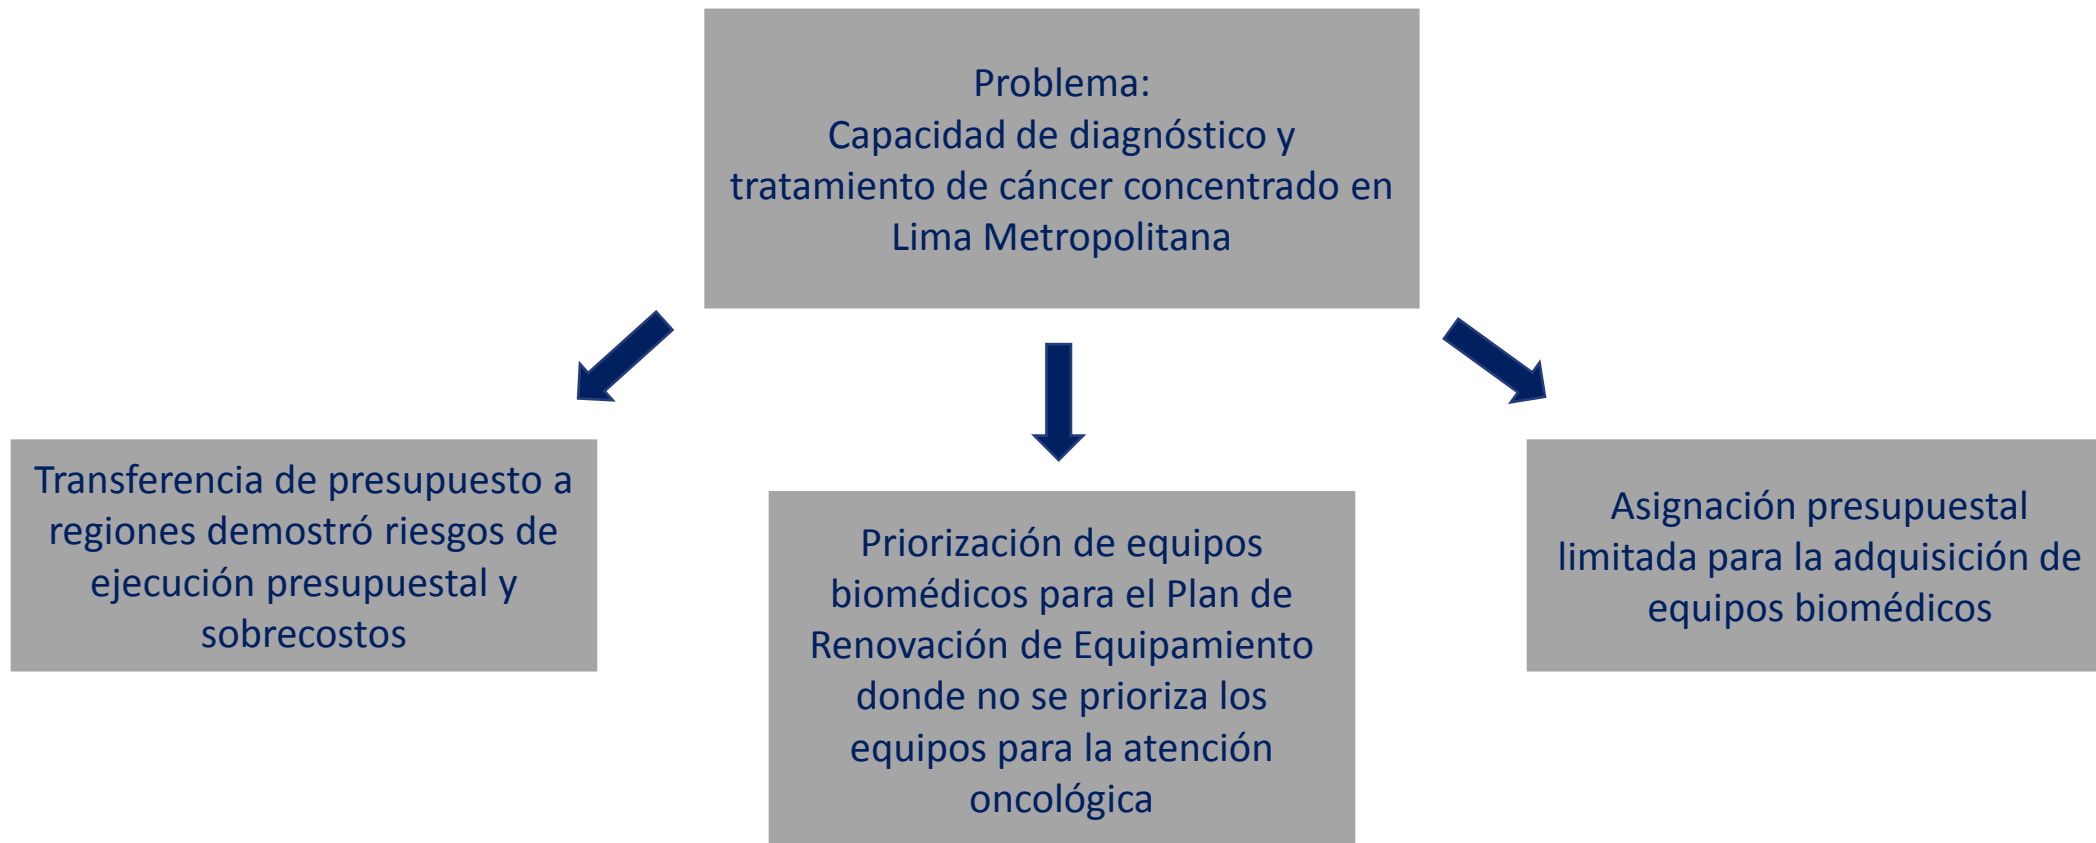 Problema:
Capacidad de diagnóstico y
tratamiento de cáncer concentrado en
Lima Metropolitana
Transferencia de presupuesto a
regiones demostró riesgos de
ejecución presupuestal y
sobrecostos
Priorización de equipos
biomédicos para el Plan de
Renovación de Equipamiento
donde no se prioriza los
equipos para la atención
oncológica
Asignación presupuestal
limitada para la adquisición de
equipos biomédicos